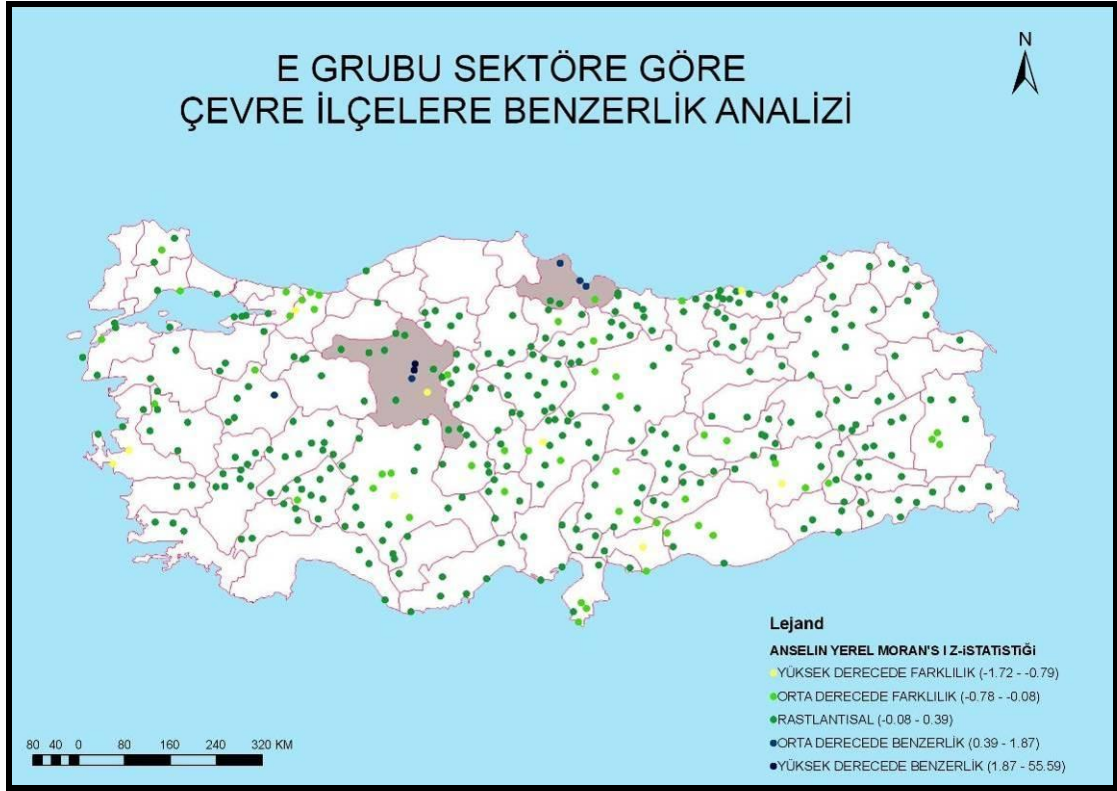 E GRUBU SEKTÖRE GÖRE
ÇEVRE İLÇELERE BENZERLİK ANALİZİ
N
Lejand
ANSELIN YEREL MORAN'S I Z-iSTATiSTiĞi
YÜKSEK DERECEDE FARKLILIK (-1.72 - -0.79)
ORTA DERECEDE FARKLILIK (-0.78 - -0.08)
RASTLANTISAL (-0.08 - 0.39)
ORTA DERECEDE BENZERLİK (0.39 - 1.87)
YÜKSEK DERECEDE BENZERLİK (1.87 - 55.59)
80 40 0 80 160 240 320 KM